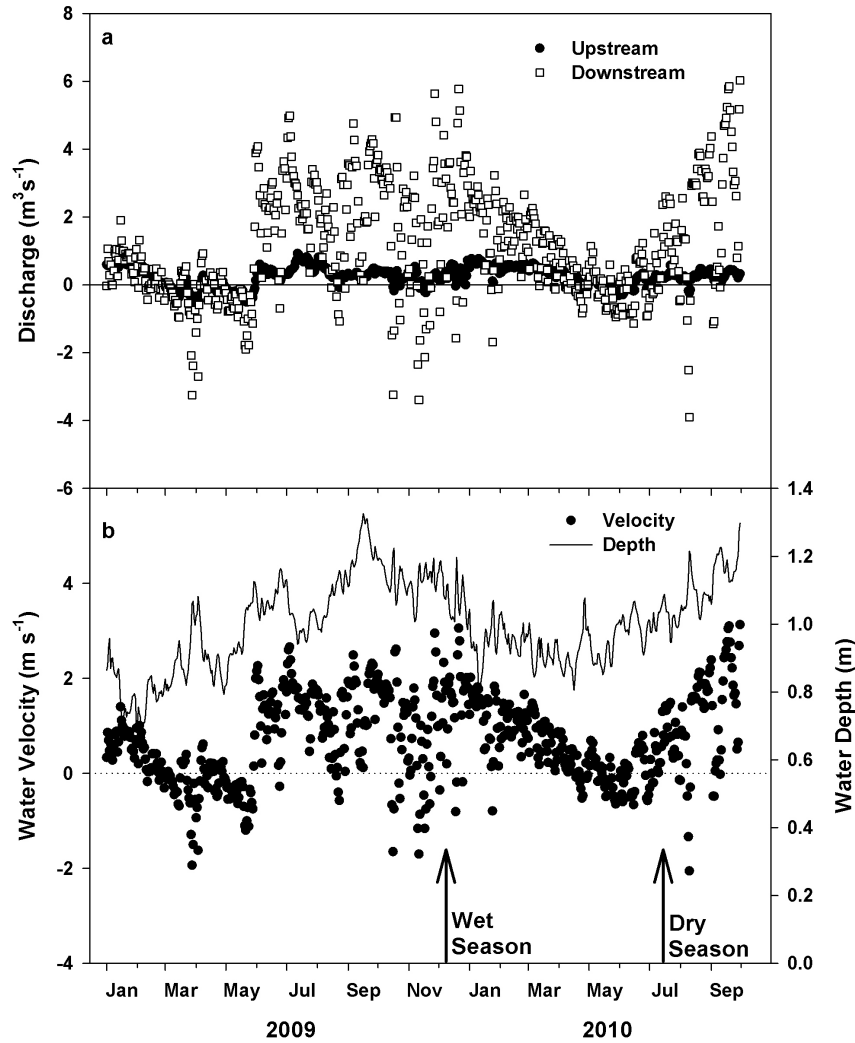 a
Upstream
Downstream
Discharge (m³s⁻¹)
8
6
4
2
0
-2
-4
-6
b
Velocity
Depth
Water Velocity (m s⁻¹)
4
2
0
-2
-4
1.4
1.2
1.0
0.8
0.6
0.4
0.2
0.0
Water Depth (m)
Wet
Season
Dry
Season
Jan Mar May Jul Sep Nov Jan Mar May Jul Sep
2009 2010